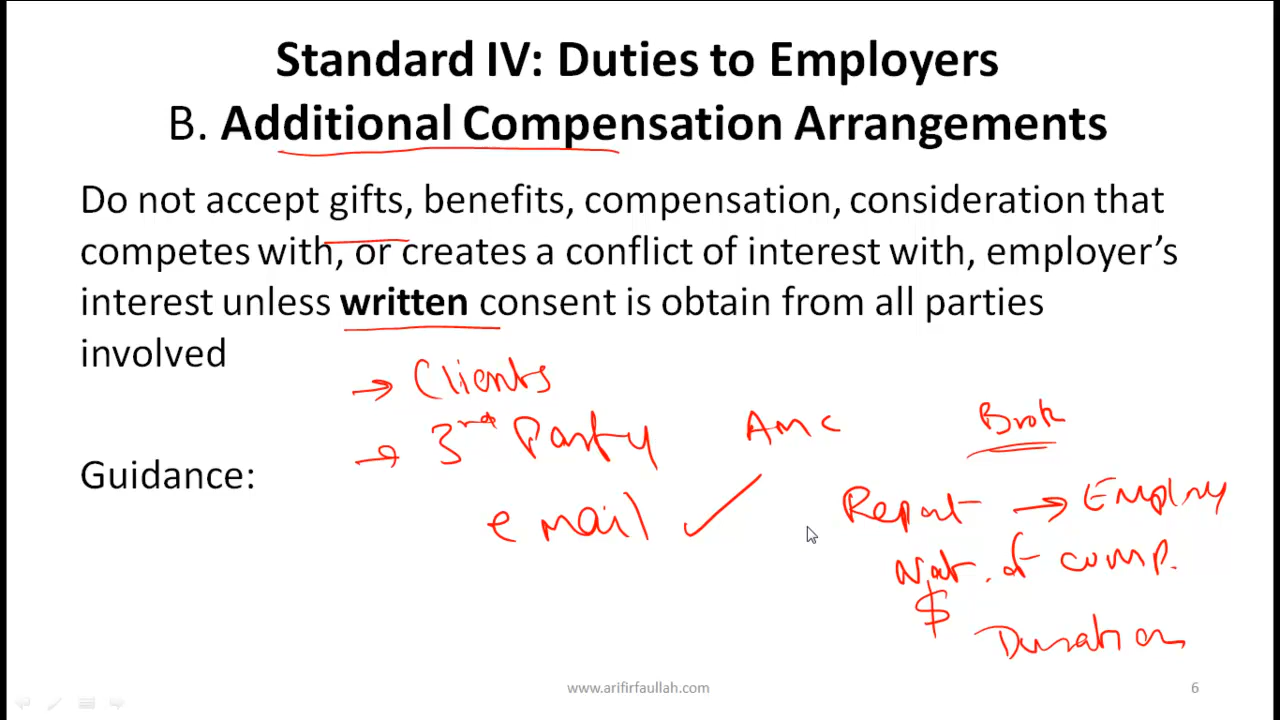 Standard IV: Duties to Employers
B. Additional Compensation Arrangements
Do not accept gifts, benefits, compensation, consideration that
competes with, or creates a conflict of interest with, employer’s
interest unless written consent is obtain from all parties
involved
→ Clients
→ 3rd Party
AMC
Brok
Guidance:
email ✓
Report → Employ
Nat. of comp.
$
Duration
www.arifirfaullah.com
6